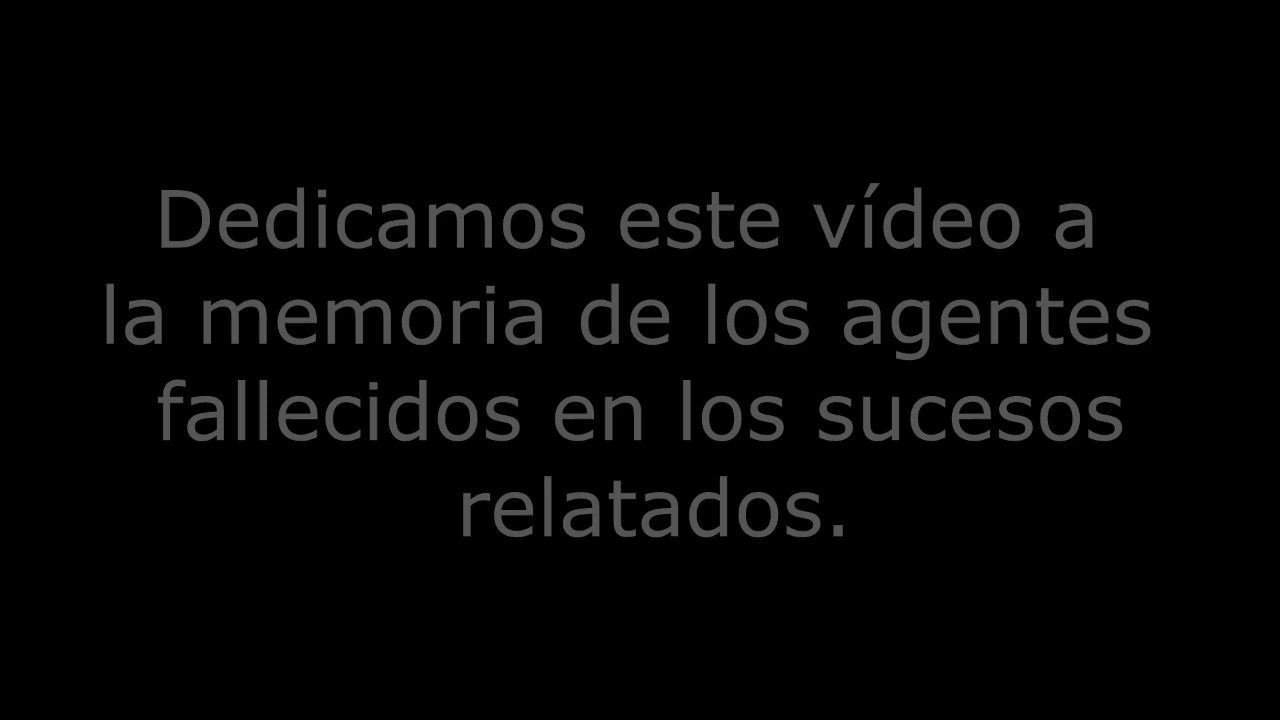 Dedicamos este vídeo a
la memoria de los agentes
fallecidos en los sucesos
relatados.